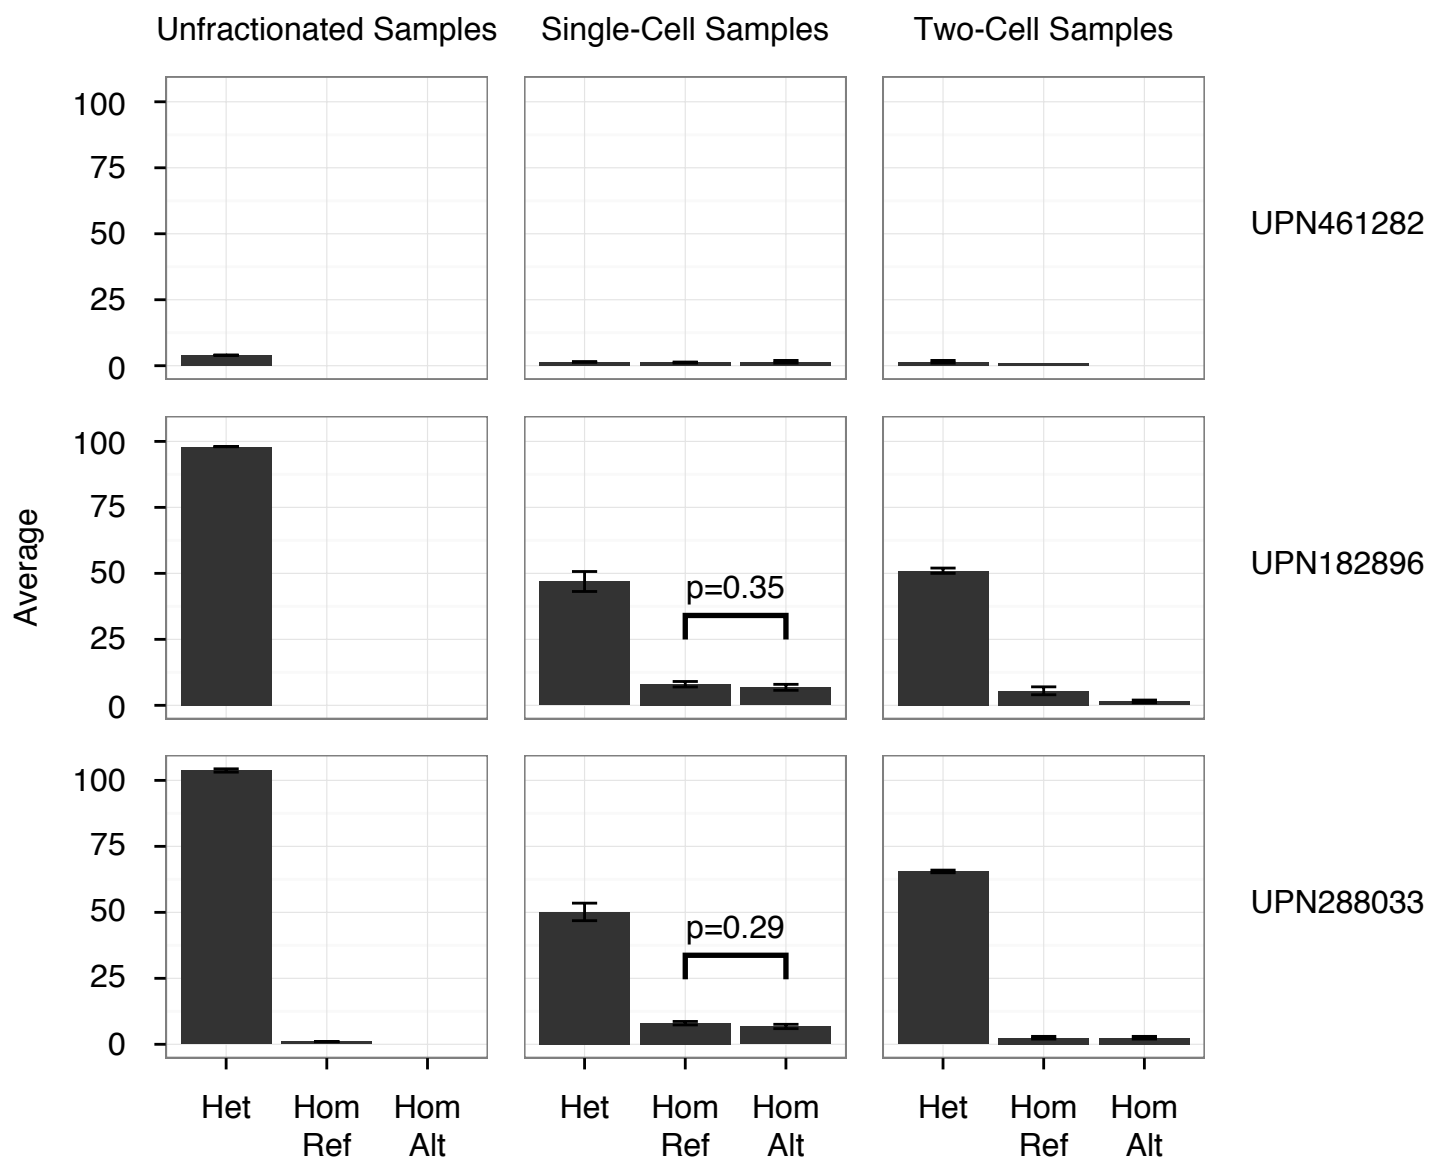 Unfractionated Samples Single-Cell Samples Two-Cell Samples
100
75
50
25
0
UPN461282
Average
100
75
50
25
0
p=0.35
UPN182896
100
75
50
25
0
p=0.29
UPN288033
Het Hom Hom Het Hom Hom Het Hom Hom
Ref Alt Ref Alt Ref Alt